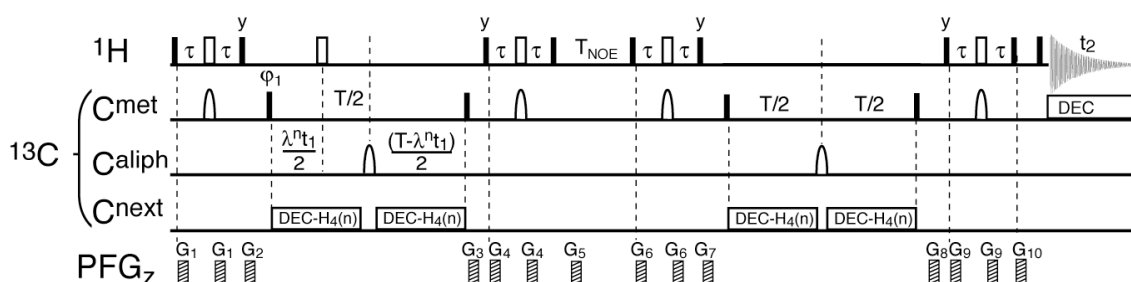 y y y y
¹H τ τ τ τ T_NOE τ τ τ τ t₂
φ₁
C^met T/2 T/2 T/2 DEC
¹³C C^aliph λⁿt₁/2 (T-λⁿt₁)/2
C^next DEC-H₄(n) DEC-H₄(n) DEC-H₄(n) DEC-H₄(n)
PFG_z G₁ G₁ G₂ G₃ G₄ G₄ G₅ G₆ G₆ G₇ G₈ G₉ G₉ G₁₀